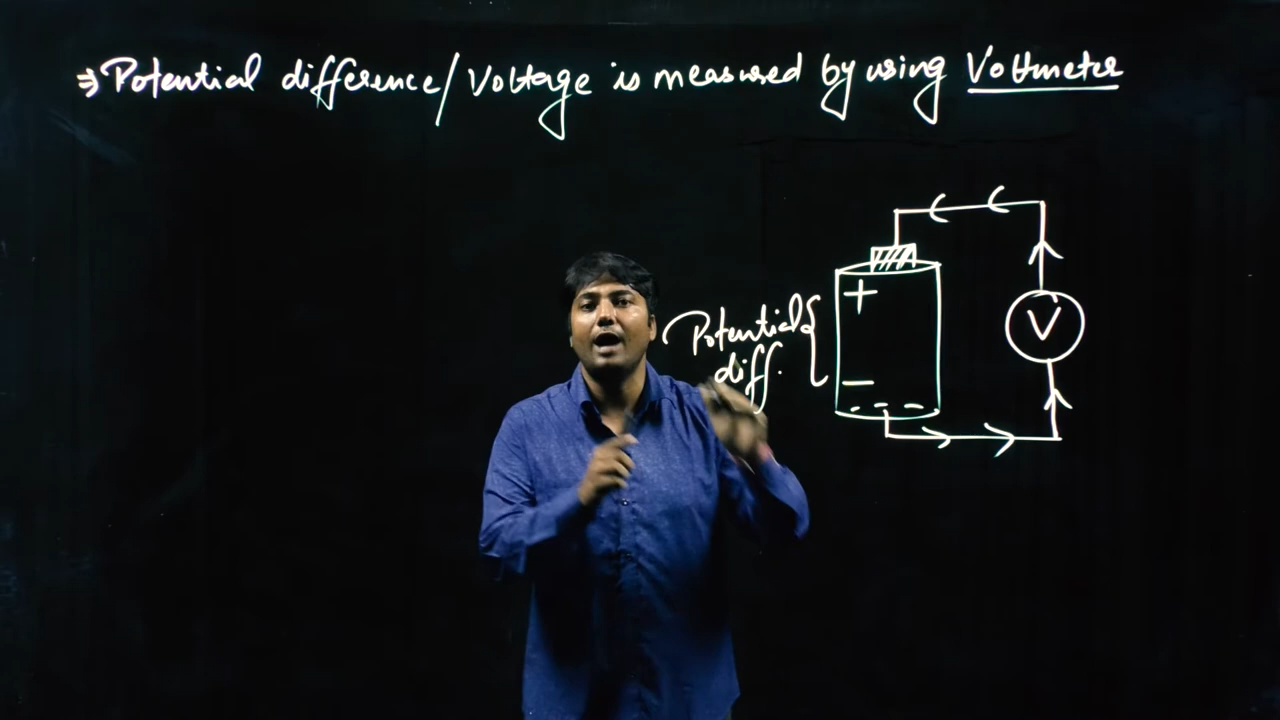 ⇒ Potential difference/Voltage is measured by using Voltmeter
Potential
diff.
+
V
-
- - - -